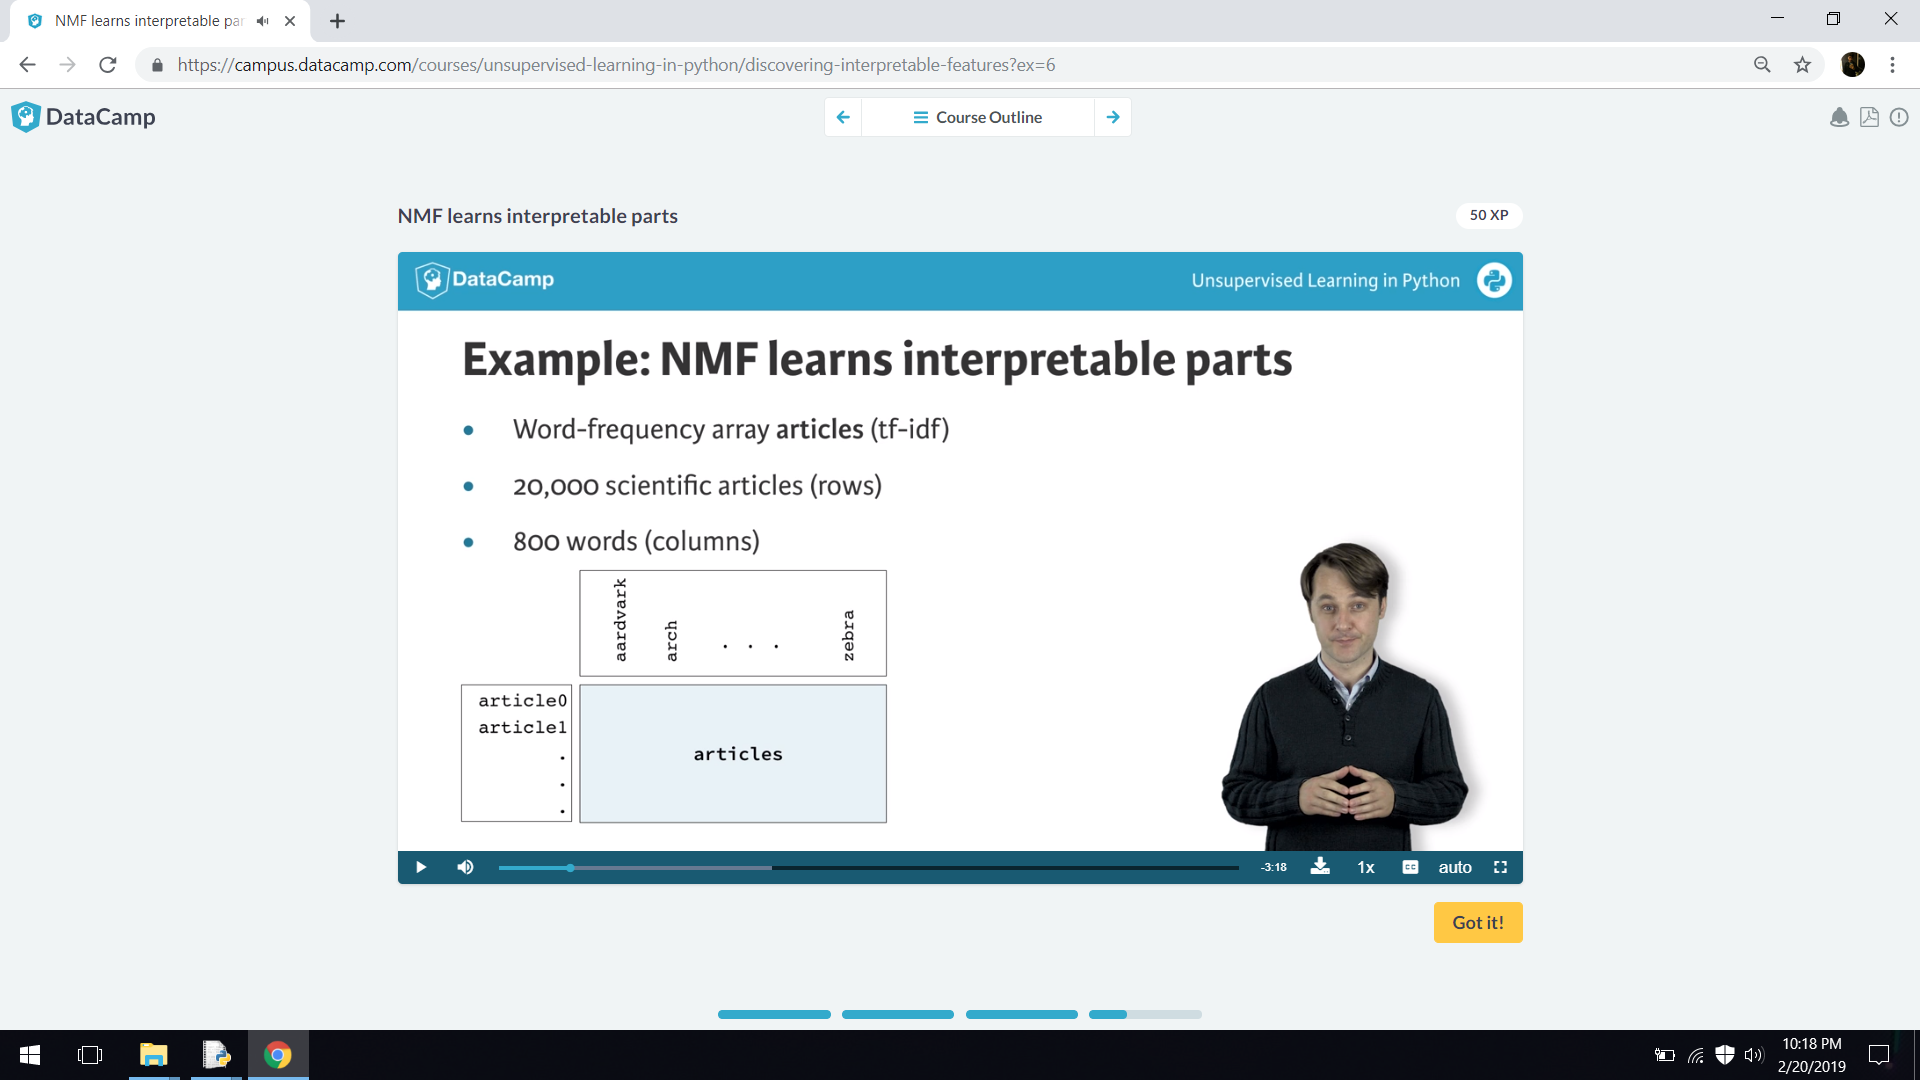 NMF learns interpretable par
https://campus.datacamp.com/courses/unsupervised-learning-in-python/discovering-interpretable-features?ex=6
DataCamp
Course Outline
NMF learns interpretable parts
50 XP
DataCamp
Unsupervised Learning in Python
Example: NMF learns interpretable parts
• Word-frequency array articles (tf-idf)
• 20,000 scientific articles (rows)
• 800 words (columns)
aardvark arch . . . zebra
article0
article1
.
.
.
articles
-3:18 1x CC auto
Got it!
10:18 PM
2/20/2019